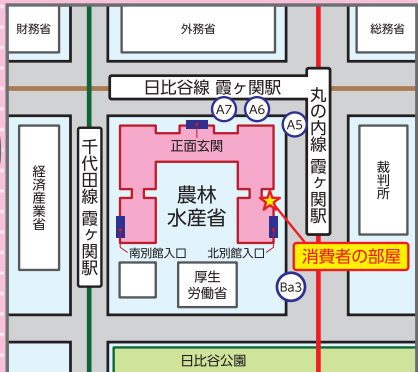 財務省
外務省
総務省
日比谷線 霞ヶ関駅
A7
A6
A5
丸の内線 霞ヶ関駅
千代田線 霞ヶ関駅
正面玄関
経済産業省
農林
水産省
裁判所
消費者の部屋
南別館入口
北別館入口
厚生
労働省
Ba3
日比谷公園